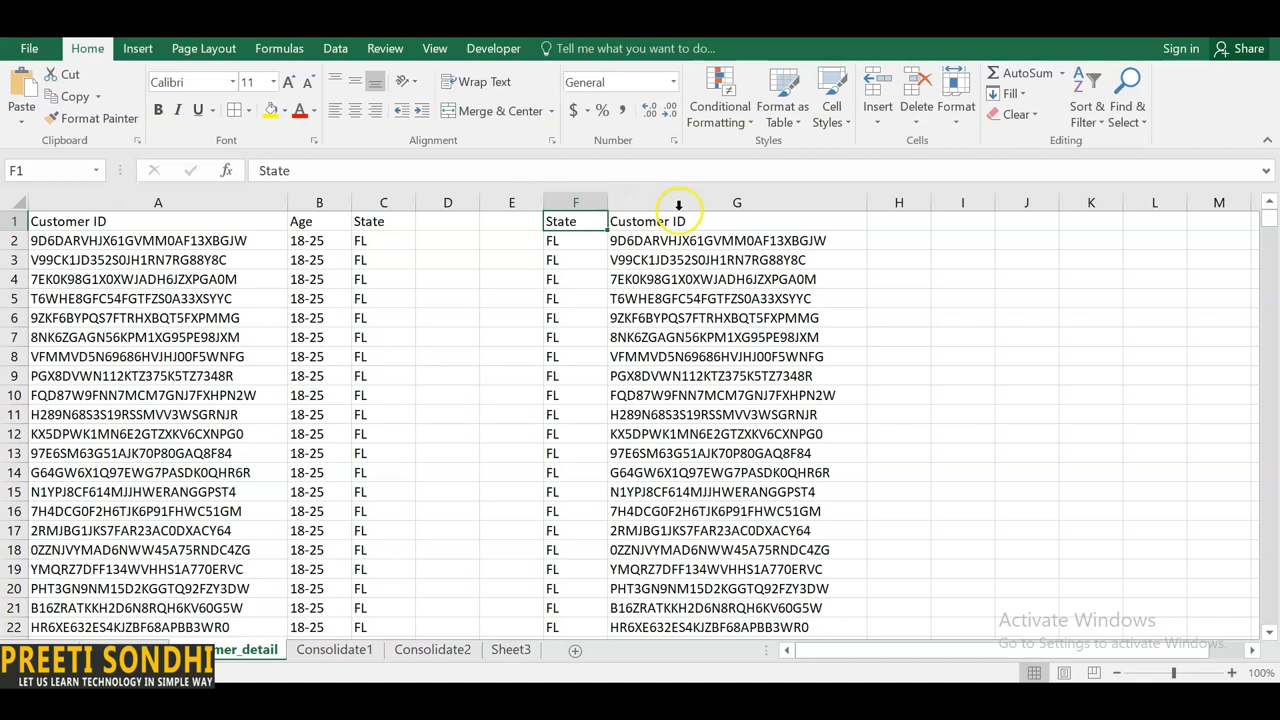 File Home Insert Page Layout Formulas Data Review View Developer Tell me what you want to do... Sign in Share
Paste Cut Copy Format Painter
Calibri 11
B I U
Wrap Text
Merge & Center
General
$ %
Conditional Formatting
Format as Table
Cell Styles
Insert Delete Format
AutoSum
Fill
Clear
Sort & Filter
Find & Select
Clipboard Font Alignment Number Styles Cells Editing
F1 fx State
A B C D E F G H I J K L M
1 Customer ID Age State State Customer ID
2 9D6DARVHJX61GVMM0AF13XBGJW 18-25 FL FL 9D6DARVHJX61GVMM0AF13XBGJW
3 V99CK1JD352S0JH1RN7RG88Y8C 18-25 FL FL V99CK1JD352S0JH1RN7RG88Y8C
4 7EK0K98G1X0XWJADH6JZXPGA0M 18-25 FL FL 7EK0K98G1X0XWJADH6JZXPGA0M
5 T6WHE8GFC54FGTFZS0A33XSYYC 18-25 FL FL T6WHE8GFC54FGTFZS0A33XSYYC
6 9ZKF6BYPQS7FTRHXBQT5FXPMMG 18-25 FL FL 9ZKF6BYPQS7FTRHXBQT5FXPMMG
7 8NK6ZGAGN56KPM1XG95PE98JXM 18-25 FL FL 8NK6ZGAGN56KPM1XG95PE98JXM
8 VFMMVD5N69686HVJHJ00F5WNFG 18-25 FL FL VFMMVD5N69686HVJHJ00F5WNFG
9 PGX8DVWN112KTZ375K5TZ7348R 18-25 FL FL PGX8DVWN112KTZ375K5TZ7348R
10 FQD87W9FNN7MCM7GNJ7FXHPN2W 18-25 FL FL FQD87W9FNN7MCM7GNJ7FXHPN2W
11 H289N68S3S19RSSMVV3WSGRNJR 18-25 FL FL H289N68S3S19RSSMVV3WSGRNJR
12 KX5DPWK1MN6E2GTZXKV6CXNPG0 18-25 FL FL KX5DPWK1MN6E2GTZXKV6CXNPG0
13 97E6SM63G51AJK70P80GAQ8F84 18-25 FL FL 97E6SM63G51AJK70P80GAQ8F84
14 G64GW6X1Q97EWG7PASDK0QHR6R 18-25 FL FL G64GW6X1Q97EWG7PASDK0QHR6R
15 N1YPJ8CF614MJJHWERANGGPST4 18-25 FL FL N1YPJ8CF614MJJHWERANGGPST4
16 7H4DCG0F2H6TJK6P91HFWC51GM 18-25 FL FL 7H4DCG0F2H6TJK6P91HFWC51GM
17 2RMJBG1JKS7FAR23AC0DXACY64 18-25 FL FL 2RMJBG1JKS7FAR23AC0DXACY64
18 0ZZNJVYMAD6NWW45A75RNDC4ZG 18-25 FL FL 0ZZNJVYMAD6NWW45A75RNDC4ZG
19 YMQRZ7DFF134WVHHS1A770ERVC 18-25 FL FL YMQRZ7DFF134WVHHS1A770ERVC
20 PHT3GN9NM15D2KGGTQ92FZY3DW 18-25 FL FL PHT3GN9NM15D2KGGTQ92FZY3DW
21 B16ZRATKKH2D6N8RQH6KV60G5W 18-25 FL FL B16ZRATKKH2D6N8RQH6KV60G5W
22 HR6XE632ES4KJZBF68APBB3WR0 18-25 FL FL HR6XE632ES4KJZBF68APBB3WR0
Activate Windows
Go to Settings to activate Windows.
mer_detail Consolidate1 Consolidate2 Sheet3
100%
PREETI SONDHI
LET US LEARN TECHNOLOGY IN SIMPLE WAY